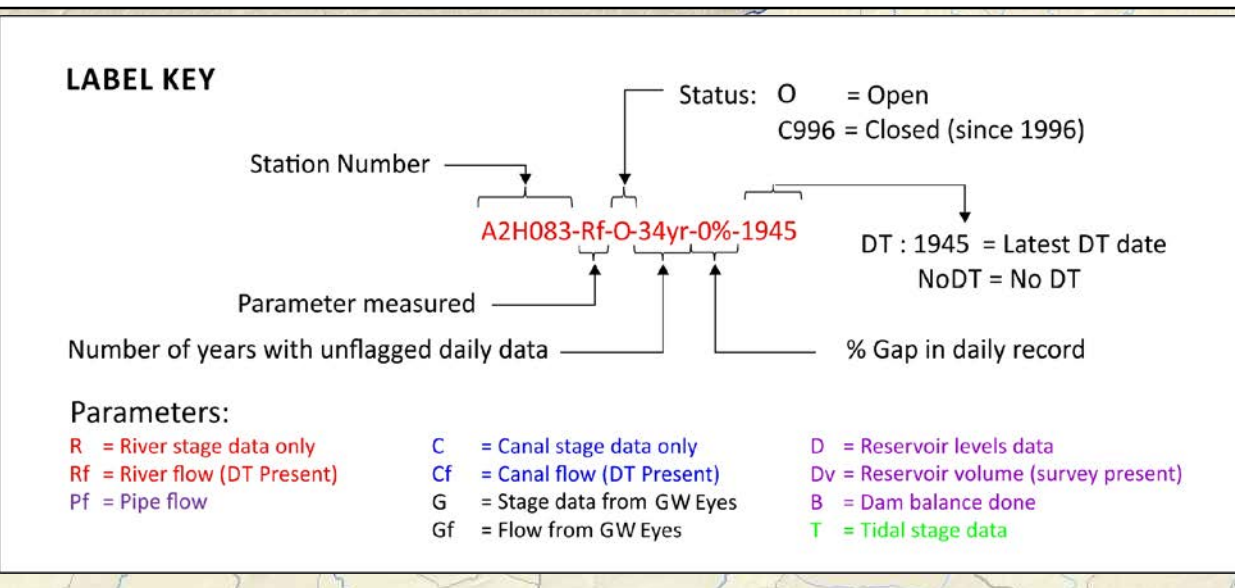 LABEL KEY
Status: O = Open
C996 = Closed (since 1996)
Station Number
A2H083-Rf-O-34yr-0%-1945
DT : 1945 = Latest DT date
NoDT = No DT
Parameter measured
Number of years with unflagged daily data
% Gap in daily record
Parameters:
R = River stage data only
Rf = River flow (DT Present)
Pf = Pipe flow
C = Canal stage data only
Cf = Canal flow (DT Present)
G = Stage data from GW Eyes
Gf = Flow from GW Eyes
D = Reservoir levels data
Dv = Reservoir volume (survey present)
B = Dam balance done
T = Tidal stage data